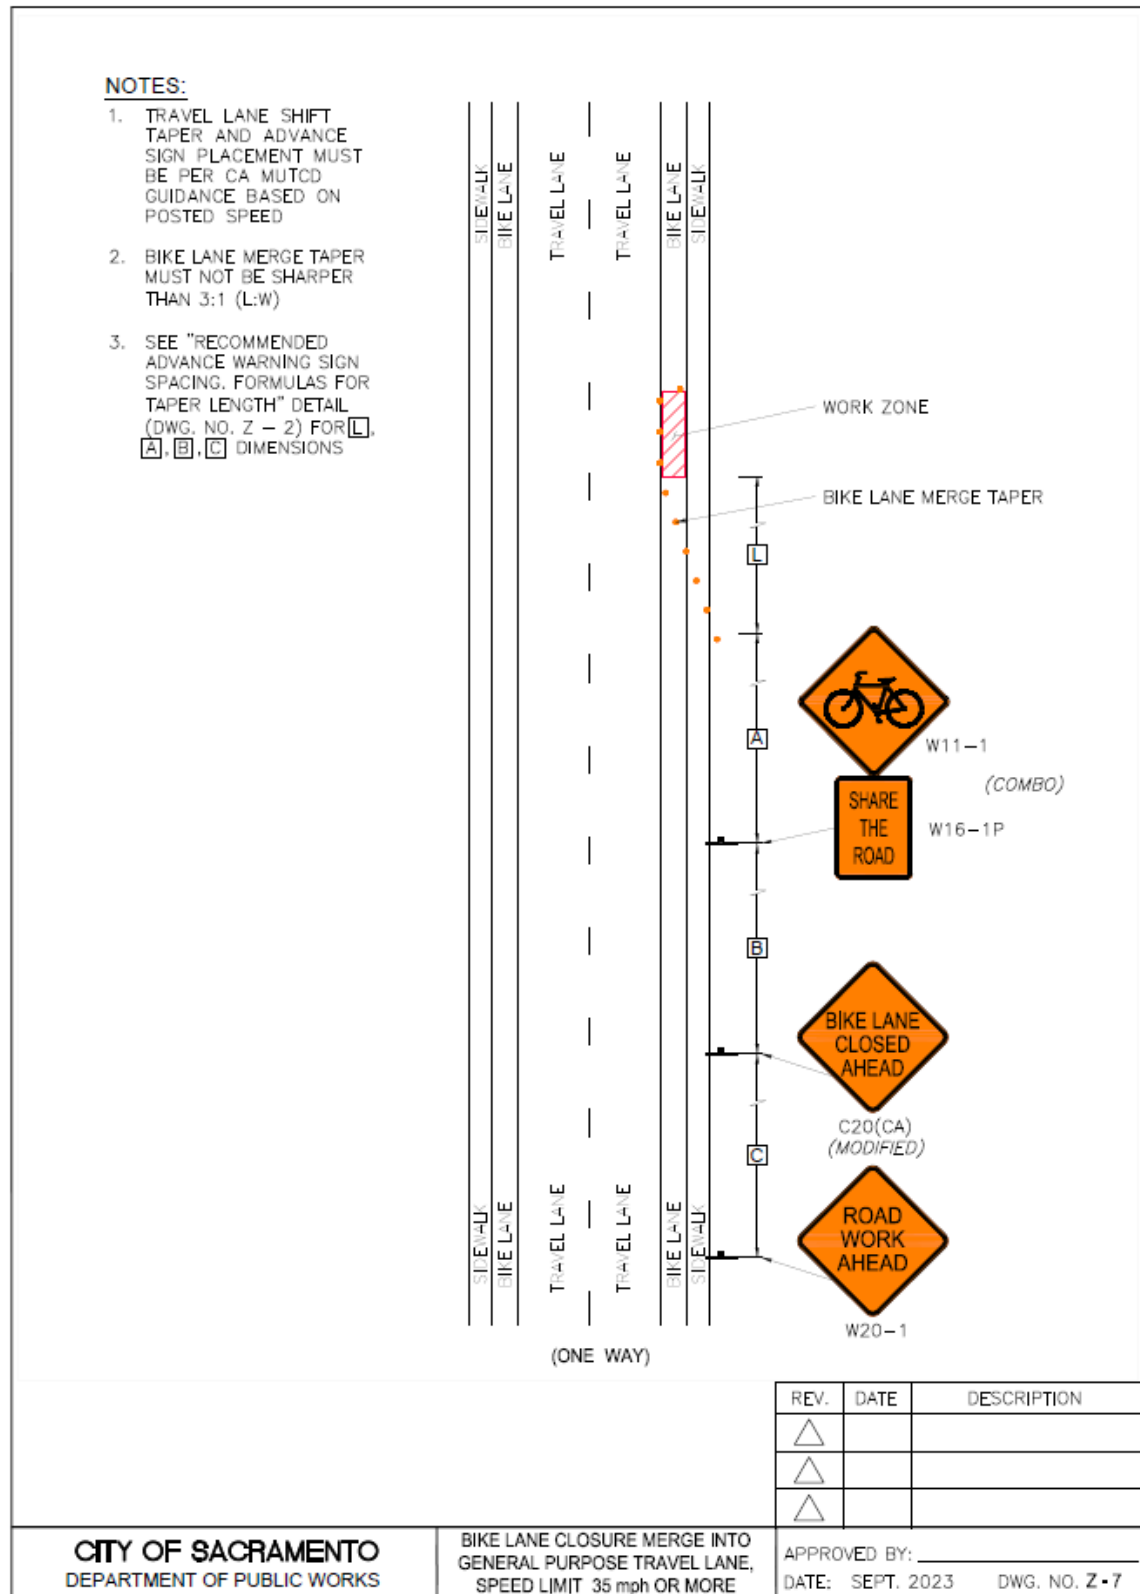 NOTES:
1. TRAVEL LANE SHIFT
TAPER AND ADVANCE
SIGN PLACEMENT MUST
BE PER CA MUTCD
GUIDANCE BASED ON
POSTED SPEED
2. BIKE LANE MERGE TAPER
MUST NOT BE SHARPER
THAN 3:1 (L:W)
3. SEE "RECOMMENDED
ADVANCE WARNING SIGN
SPACING. FORMULAS FOR
TAPER LENGTH" DETAIL
(DWG. NO. Z - 2) FOR L,
A, B, C DIMENSIONS
SIDEWALK
BIKE LANE
TRAVEL LANE
TRAVEL LANE
BIKE LANE
SIDEWALK
WORK ZONE
BIKE LANE MERGE TAPER
L
A
W11-1
(COMBO)
SHARE
THE
ROAD
W16-1P
B
BIKE LANE
CLOSED
AHEAD
C20(CA)
(MODIFIED)
C
ROAD
WORK
AHEAD
W20-1
SIDEWALK
BIKE LANE
TRAVEL LANE
TRAVEL LANE
BIKE LANE
SIDEWALK
(ONE WAY)
REV. DATE DESCRIPTION
CITY OF SACRAMENTO
DEPARTMENT OF PUBLIC WORKS
BIKE LANE CLOSURE MERGE INTO
GENERAL PURPOSE TRAVEL LANE,
SPEED LIMIT 35 mph OR MORE
APPROVED BY:
DATE: SEPT. 2023 DWG. NO. Z-7